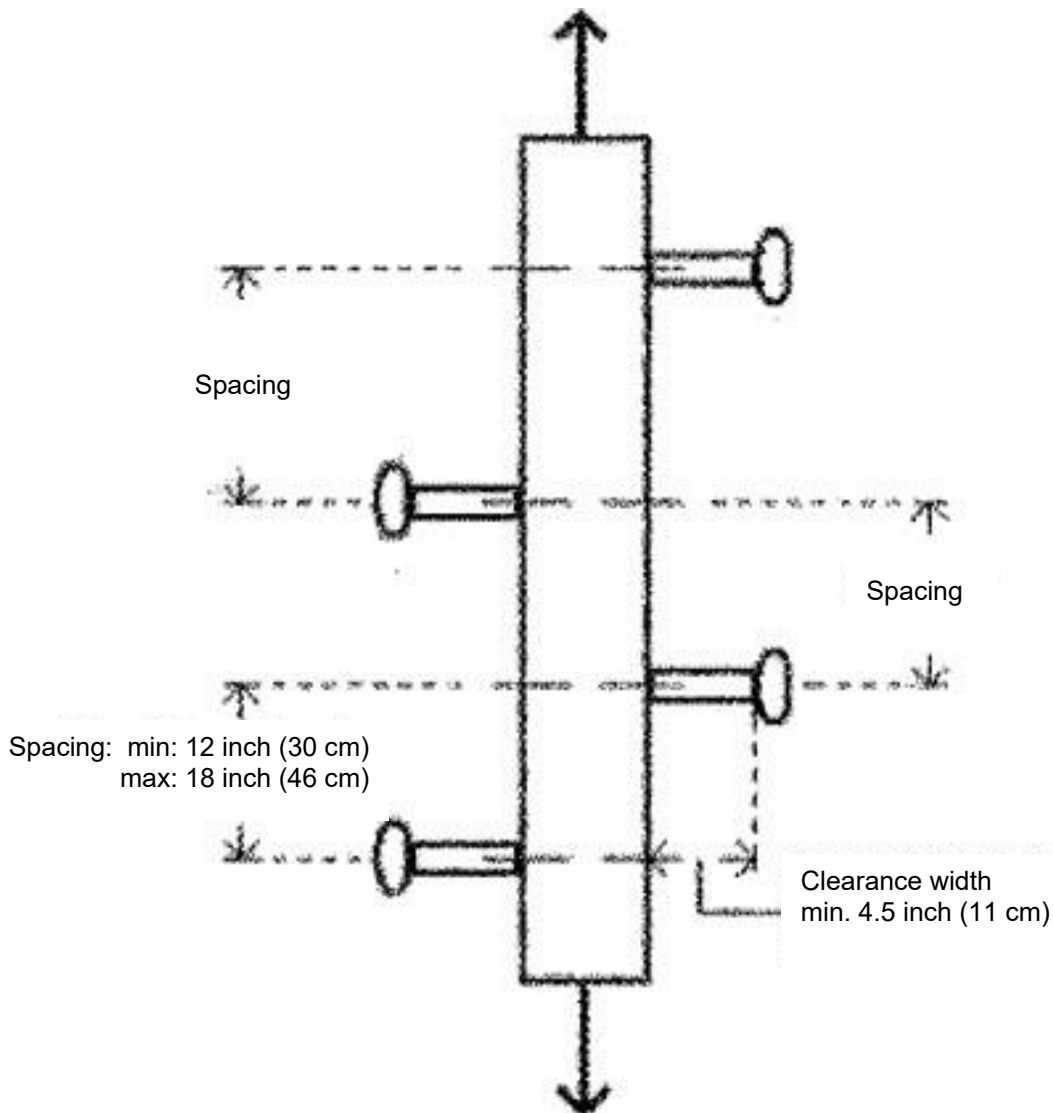 Spacing
Spacing
Spacing: min: 12 inch (30 cm)
max: 18 inch (46 cm)
Clearance width
min. 4.5 inch (11 cm)